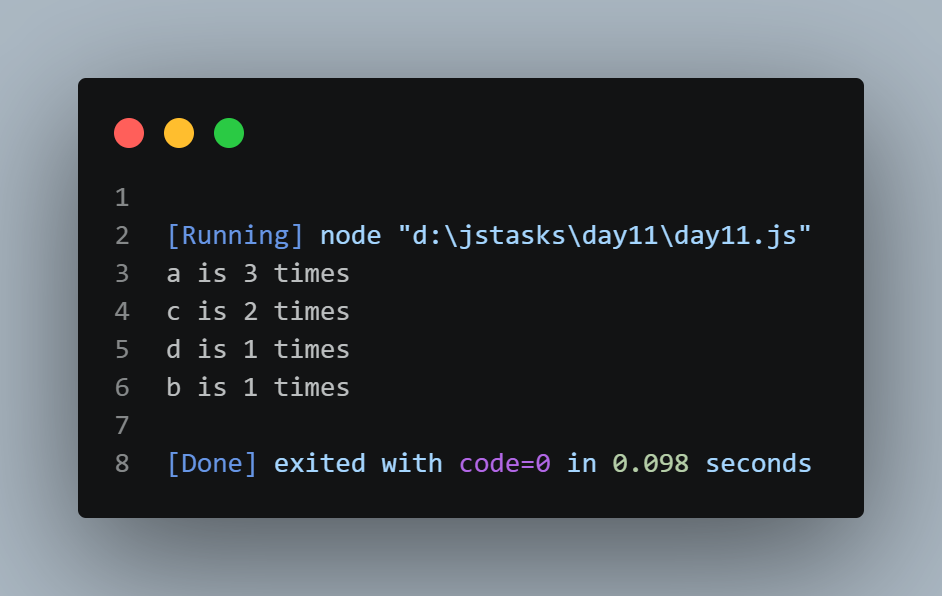 1
2 [Running] node "d:\jstasks\day11\day11.js"
3 a is 3 times
4 c is 2 times
5 d is 1 times
6 b is 1 times
7
8 [Done] exited with code=0 in 0.098 seconds